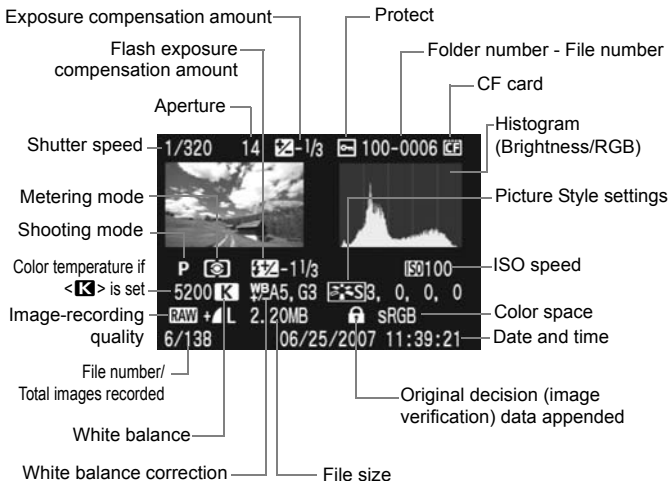 Exposure compensation amount
Protect
Flash exposure
compensation amount
Folder number - File number
CF card
Aperture
Shutter speed
1/320 14 -1/3 100-0006 CF
Histogram
(Brightness/RGB)
Metering mode
Picture Style settings
Shooting mode
P -1 1/3 ISO 100
ISO speed
Color temperature if
<K> is set
5200 K WB A5, G3 S 3, 0, 0, 0
Image-recording
quality
RAW + L 2.20MB sRGB
Color space
6/138 06/25/2007 11:39:21
Date and time
File number/
Total images recorded
Original decision (image
verification) data appended
White balance
White balance correction
File size